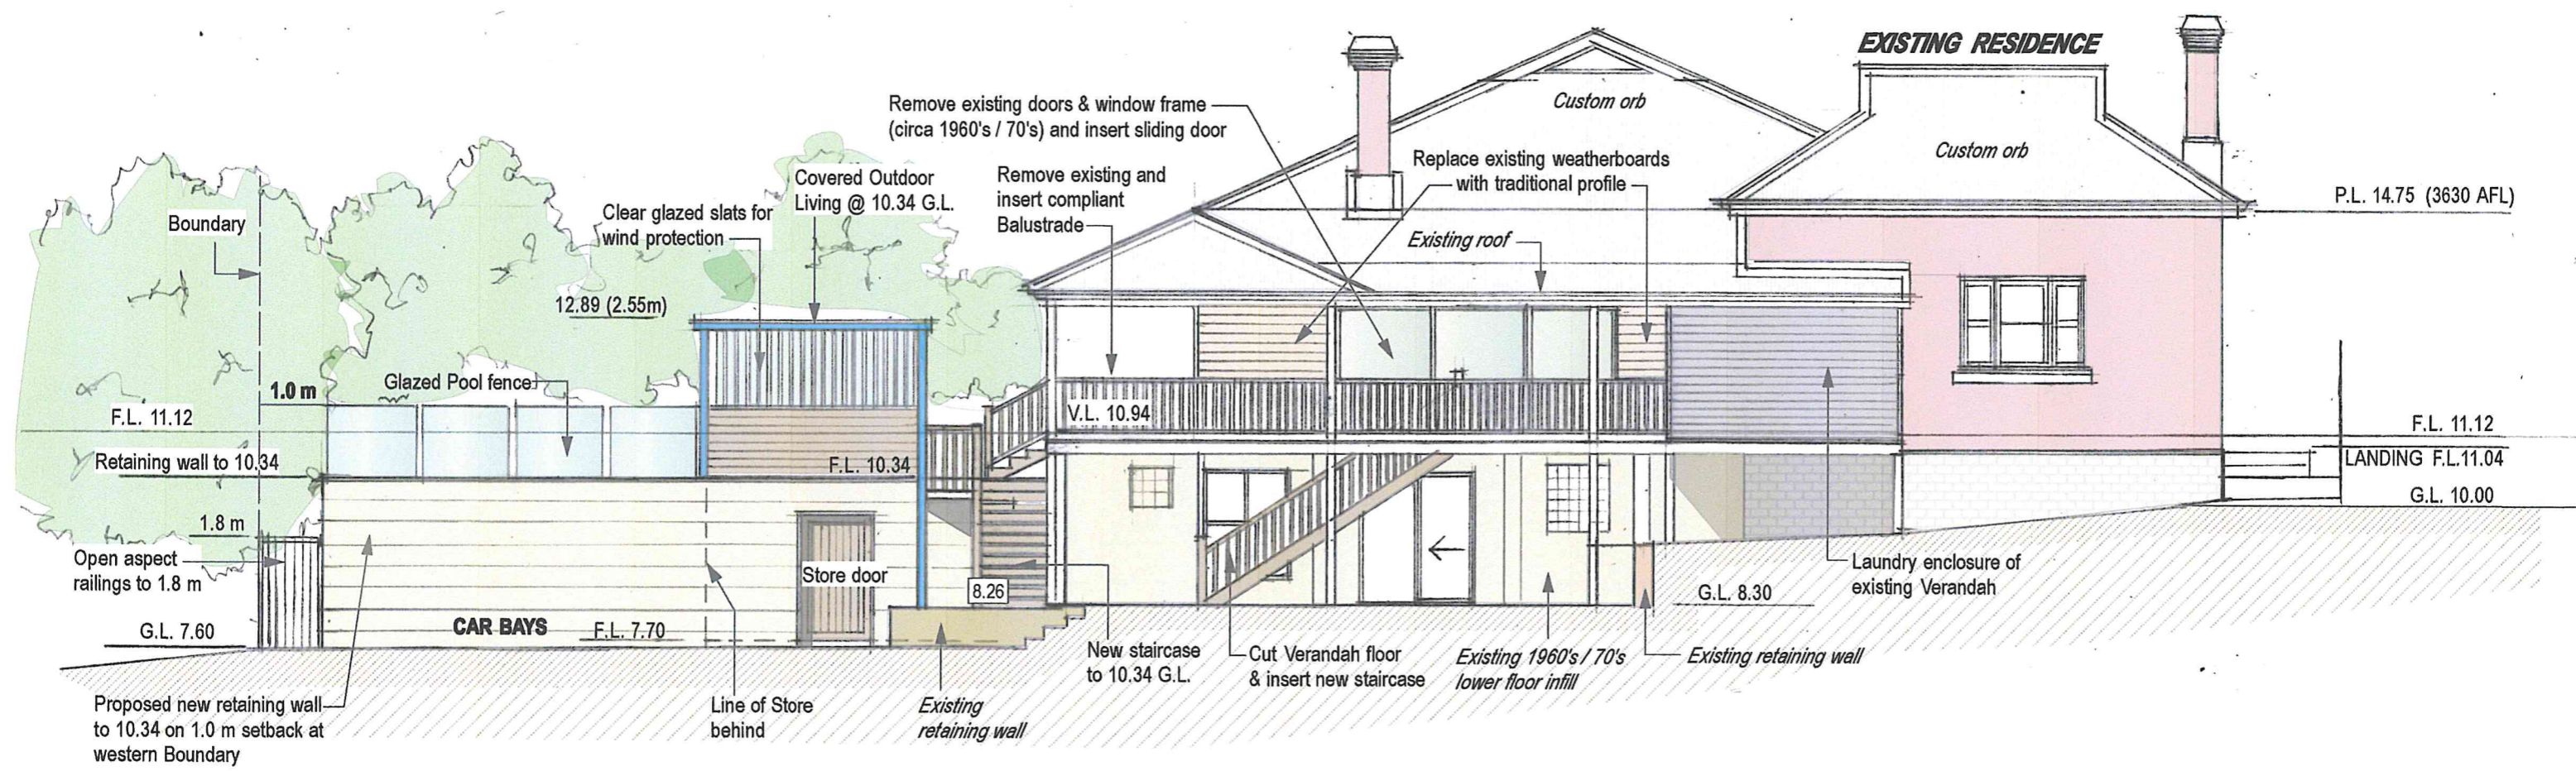 EXISTING RESIDENCE
Custom orb
Custom orb
Remove existing doors & window frame
(circa 1960's / 70's) and insert sliding door
Replace existing weatherboards
with traditional profile
Remove existing and
insert compliant
Balustrade
Covered Outdoor
Living @ 10.34 G.L.
Clear glazed slats for
wind protection
Boundary
P.L. 14.75 (3630 AFL)
Existing roof
12.89 (2.55m)
Glazed Pool fence
1.0 m
F.L. 11.12
V.L. 10.94
F.L. 11.12
Retaining wall to 10.34
F.L. 10.34
LANDING F.L.11.04
G.L. 10.00
1.8 m
Open aspect
railings to 1.8 m
Store door
8.26
Laundry enclosure of
existing Verandah
G.L. 8.30
G.L. 7.60
CAR BAYS
F.L. 7.70
New staircase
to 10.34 G.L.
Cut Verandah floor
& insert new staircase
Existing 1960's / 70's
lower floor infill
Existing retaining wall
Proposed new retaining wall
to 10.34 on 1.0 m setback at
western Boundary
Line of Store
behind
Existing
retaining wall